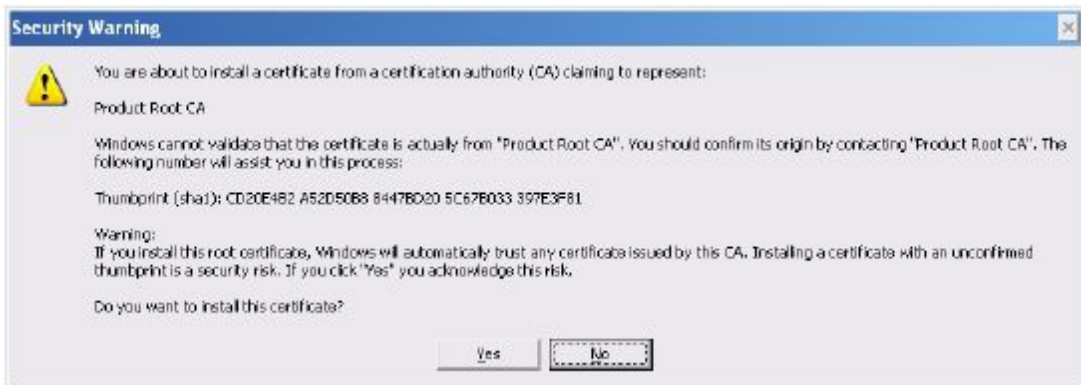 Security Warning
You are about to install a certificate from a certification authority (CA) claiming to represent:
Product Root CA
Windows cannot validate that the certificate is actually from "Product Root CA". You should confirm its origin by contacting "Product Root CA". The
following number will assist you in this process:
Thumbprint (sha1): CD20E4B2 A52D50B8 8447BD20 5C67B033 397E3F81
Warning:
If you install this root certificate, Windows will automatically trust any certificate issued by this CA. Installing a certificate with an unconfirmed
thumbprint is a security risk. If you click "Yes" you acknowledge this risk.
Do you want to install this certificate?
Yes
No